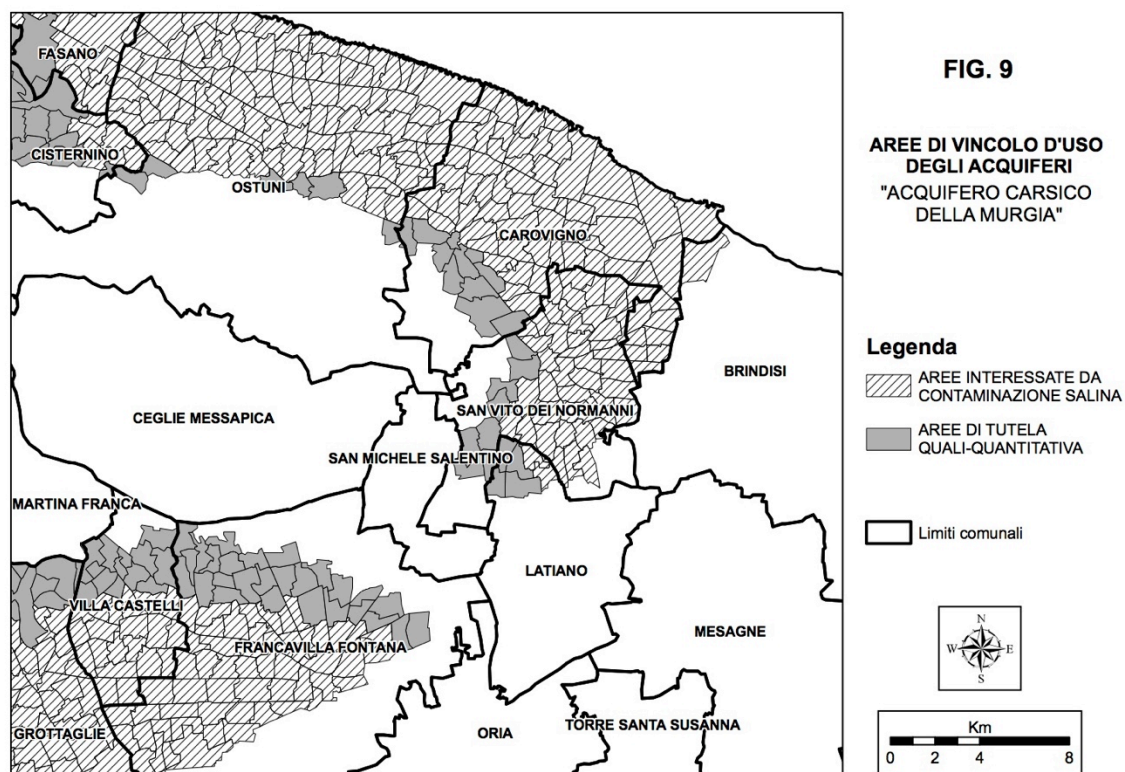 FIG. 9
AREE DI VINCOLO D'USO
DEGLI ACQUIFERI
"ACQUIFERO CARSICO
DELLA MURGIA"
FASANO
CISTERNINO
OSTUNI
CAROVIGNO
BRINDISI
CEGLIE MESSAPICA
SAN VITO DEI NORMANNI
SAN MICHELE SALENTINO
MARTINA FRANCA
LATIANO
VILLA CASTELLI
MESAGNE
FRANCAVILLA FONTANA
GROTTAGLIE
ORIA
TORRE SANTA SUSANNA
Legenda
AREE INTERESSATE DA
CONTAMINAZIONE SALINA
AREE DI TUTELA
QUALI-QUANTITATIVA
Limiti comunali
N
W E
S
Km
0 2 4 8